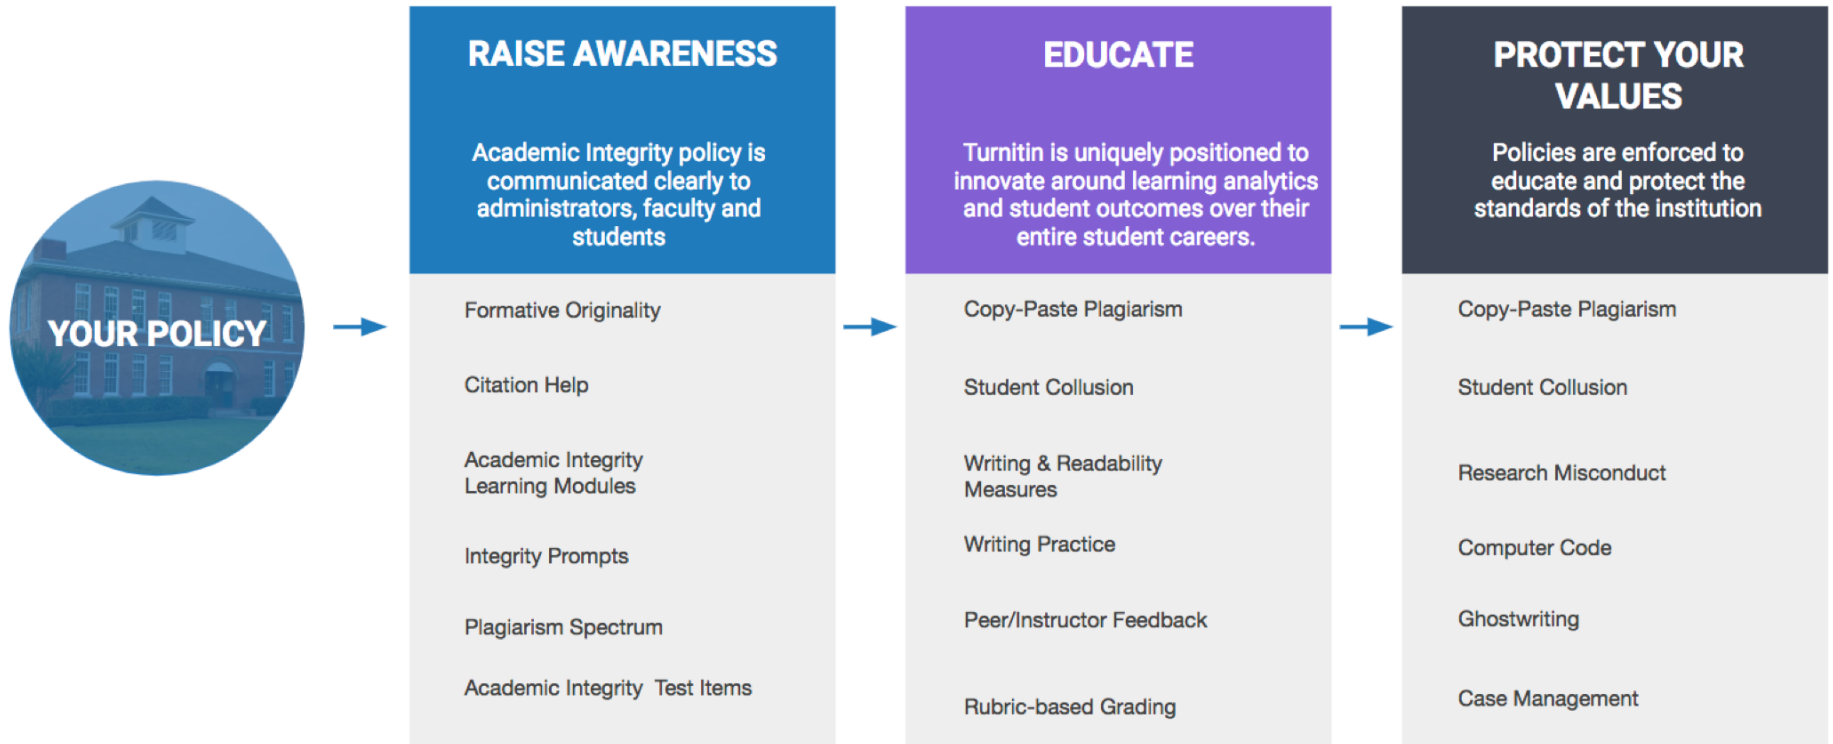 YOUR POLICY
RAISE AWARENESS
Academic Integrity policy is
communicated clearly to
administrators, faculty and
students
Formative Originality
Citation Help
Academic Integrity
Learning Modules
Integrity Prompts
Plagiarism Spectrum
Academic Integrity Test Items
EDUCATE
Turnitin is uniquely positioned to
innovate around learning analytics
and student outcomes over their
entire student careers.
Copy-Paste Plagiarism
Student Collusion
Writing & Readability
Measures
Writing Practice
Peer/Instructor Feedback
Rubric-based Grading
PROTECT YOUR
VALUES
Policies are enforced to
educate and protect the
standards of the institution
Copy-Paste Plagiarism
Student Collusion
Research Misconduct
Computer Code
Ghostwriting
Case Management